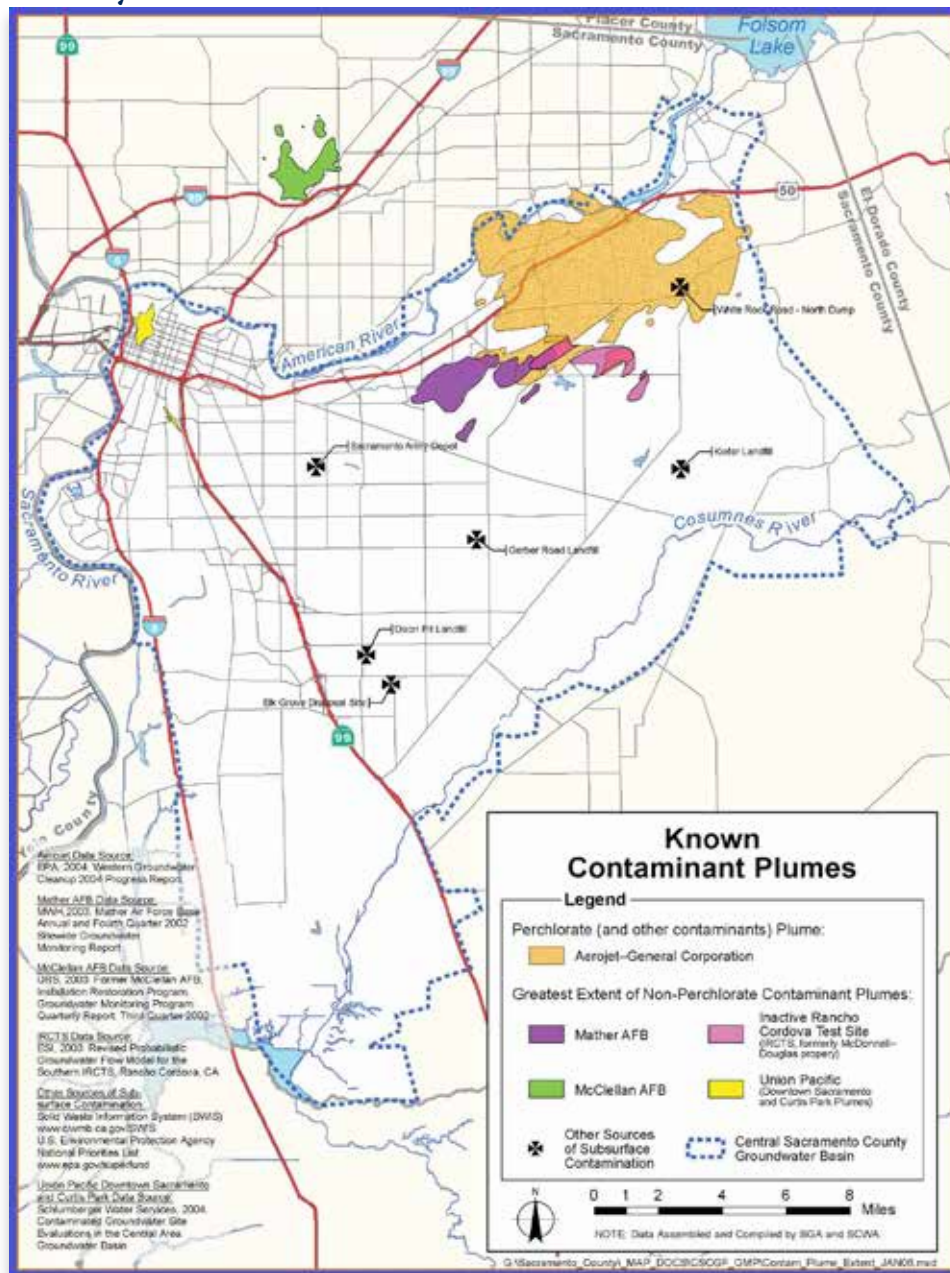 Placer County
Sacramento County
Folsom
Lake
99
50
El Dorado County
Sacramento County
White Rock Road - North Dump
American River
Sacramento Army Depot
Kiefer Landfill
Cosumnes River
Sacramento River
Gerber Road Landfill
Dixon Pit Landfill
Elk Grove Disposal Site
99
Yolo County
Aerojet Data Source:
EPA, 2004. Western Groundwater
Cleanup 2004 Progress Report
Mather AFB Data Source:
MWH, 2003. Mather Air Force Base
Annual and Fourth Quarter 2002
Sitewide Groundwater
Monitoring Report
McClellan AFB Data Source:
URS, 2003. Former McClellan AFB,
Installation Restoration Program
Groundwater Monitoring Program
Quarterly Report, Third Quarter 2002
IRCTS Data Source:
2003. Revised Probabilistic
Groundwater Flow Model for the
Southern IRCTS, Rancho Cordova, CA
Other Sources of Sub-
surface Contamination:
Solid Waste Information System (SWIS)
www.ciwmb.ca.gov/SWIS
U.S. Environmental Protection Agency
National Priorities List
www.epa.gov/superfund
Union Pacific Downtown Sacramento
and Curtis Park Data Source:
Schlumberger Water Services, 2004.
Contaminated Groundwater Site
Evaluations in the Central Area
Groundwater Basin
Known
Contaminant Plumes
Legend
Perchlorate (and other contaminants) Plume:
Aerojet-General Corporation
Greatest Extent of Non-Perchlorate Contaminant Plumes:
Mather AFB
Inactive Rancho
Cordova Test Site
(IRCTS, formerly McDonnell-
Douglas propery)
McClellan AFB
Union Pacific
(Downtown Sacramento
and Curtis Park Plumes)
Other Sources
of Subsurface
Contamination
Central Sacramento County
Groundwater Basin
N
0 1 2 4 6 8
Miles
NOTE: Data Assembled and Compiled by SGA and SCWA